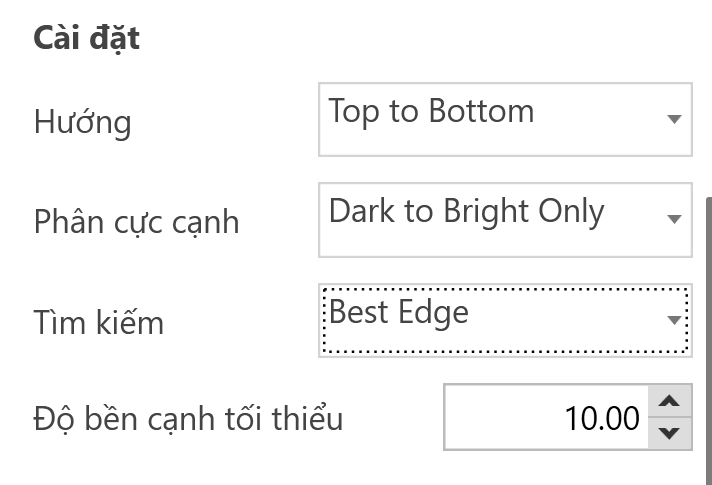 Cài đặt
Hướng Top to Bottom
Phân cực cạnh Dark to Bright Only
Tìm kiếm Best Edge
Độ bền cạnh tối thiểu 10.00